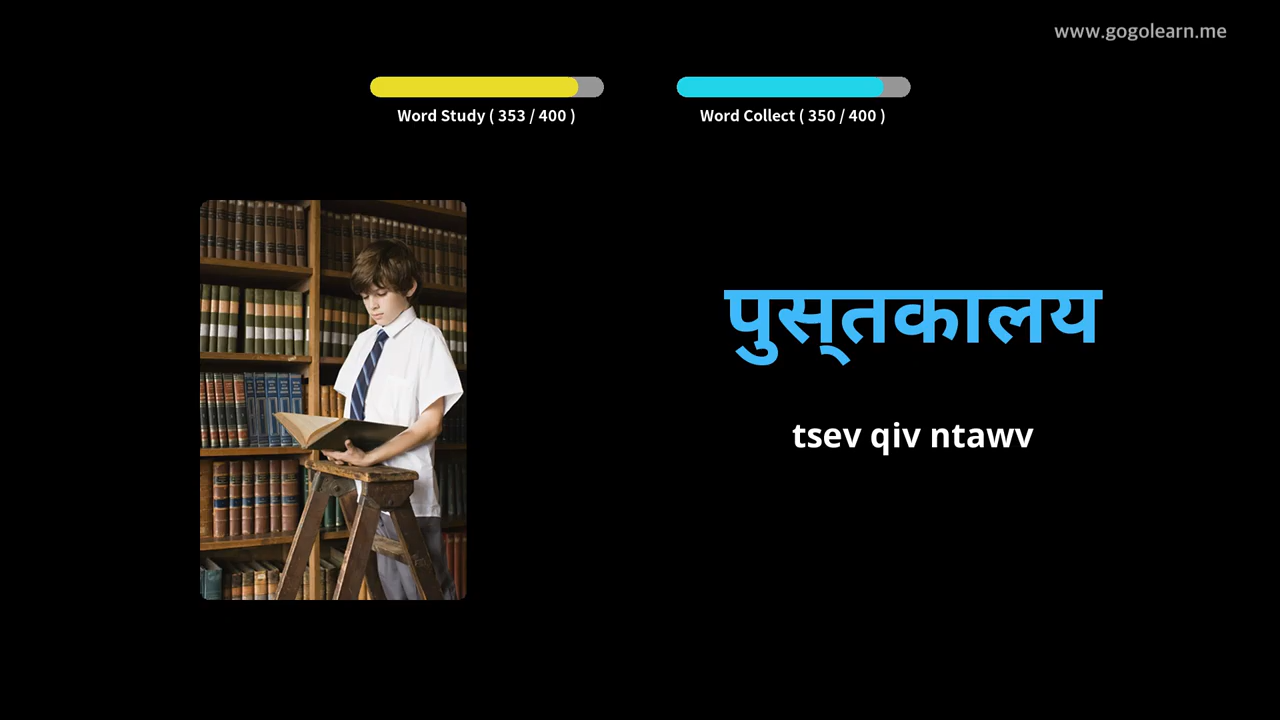 www.gogolearn.me
Word Study ( 353 / 400 )
Word Collect ( 350 / 400 )
पुस्‌तकालय
tsev qiv ntawv